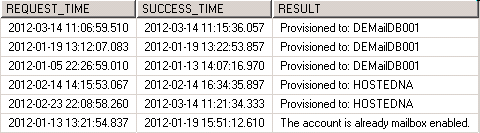 REQUEST_TIME SUCCESS_TIME RESULT
2012-03-14 11:06:59.510 2012-03-14 11:15:36.057 Provisioned to: DEMailDB001
2012-01-19 13:12:07.083 2012-01-19 13:22:53.857 Provisioned to: DEMailDB001
2012-01-05 22:26:59.010 2012-01-13 14:07:16.970 Provisioned to: DEMailDB001
2012-02-14 14:15:53.067 2012-02-14 16:34:35.897 Provisioned to: HOSTEDNA
2012-02-23 22:08:58.260 2012-03-14 11:21:34.333 Provisioned to: HOSTEDNA
2012-01-13 13:21:54.837 2012-01-19 15:51:12.610 The account is already mailbox enabled.